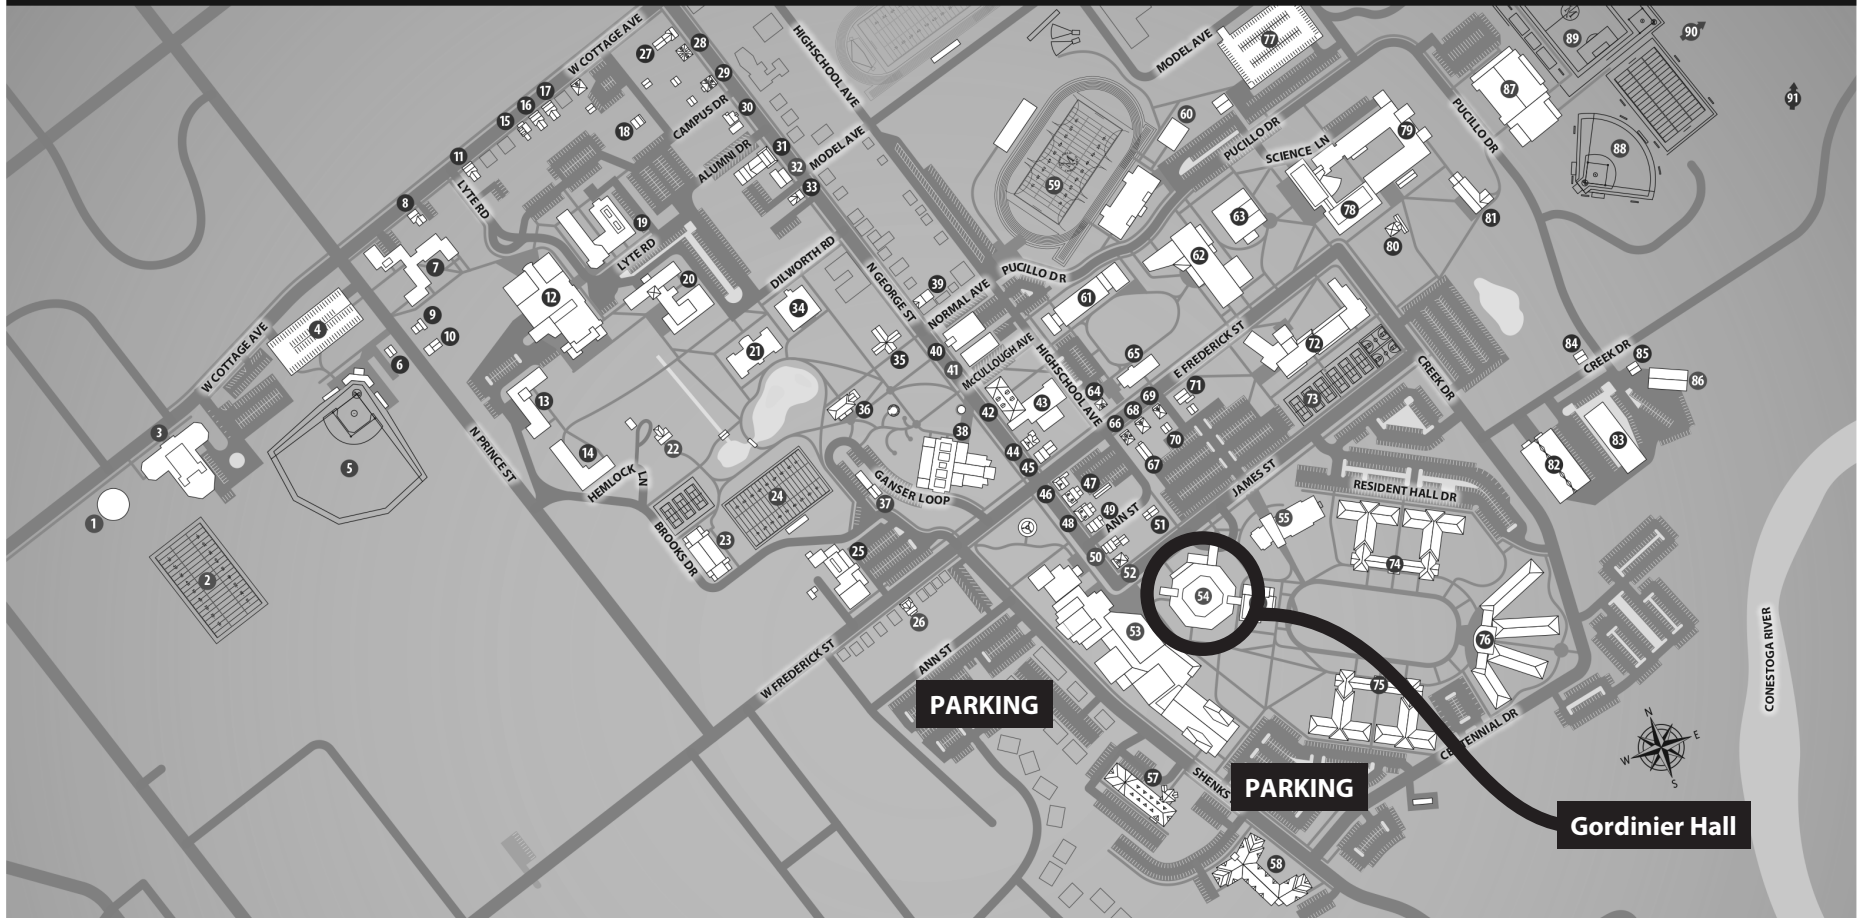 W COTTAGE AVE
27
28
HIGHSCHOOL AVE
MODEL AVE
77
89
90
29
87
91
17
16
15
30
CAMPUS DR
18
60
PUCILLO DR
79
PUCILLO DR
88
11
LYTE RD
ALUMNI DR
31
32
MODEL AVE
33
SCIENCE LN
59
8
19
63
78
81
7
LYTE RD
DILWORTH RD
62
80
12
20
N GEORGE ST
39
PUCILLO DR
NORMAL AVE
61
4
9
10
34
W COTTAGE AVE
6
21
35
40
41
McCULLOUGH AVE
HIGHSCHOOL AVE
65
E FREDERICK ST
72
CREEK DR
84
CREEK DR
85
86
13
36
42
43
64
69
71
73
3
N PRINCE ST
22
38
68
66
70
83
5
14
44
45
67
82
HEMLOCK LN
24
GANSER LOOP
37
46
47
JAMES ST
RESIDENT HALL DR
1
BROOKS DR
23
48
49
ANN ST
51
55
2
25
50
52
74
54
26
53
76
CONESTOGA RIVER
W FREDERICK ST
ANN ST
75
PARKING
CENTENNIAL DR
N
E
W
S
57
SHENKS
PARKING
Gordinier Hall
58